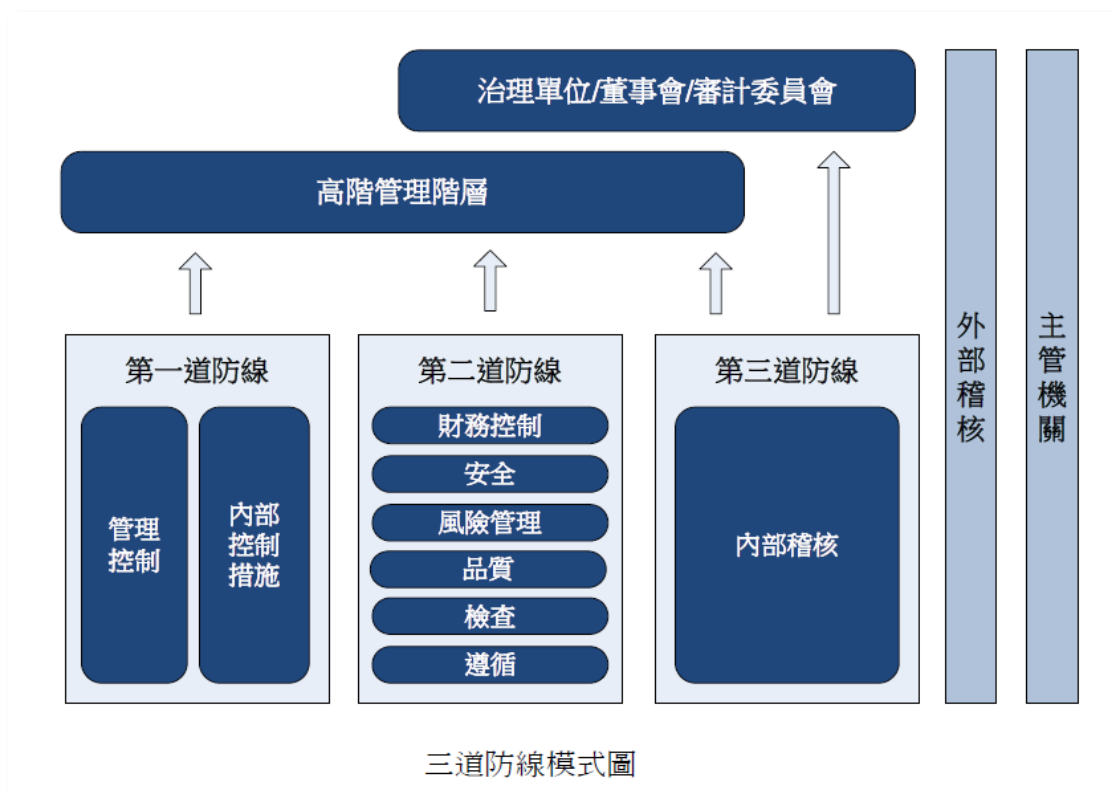 治理單位/董事會/審計委員會
高階管理階層
第一道防線
管理
控制
內部
控制
措施
第二道防線
財務控制
安全
風險管理
品質
檢查
遵循
第三道防線
內部稽核
外部稽核
主管機關
三道防線模式圖